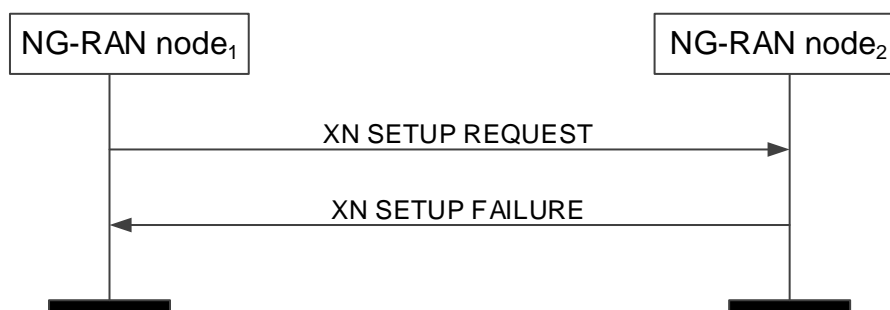 NG-RAN node₁
NG-RAN node₂
XN SETUP REQUEST
XN SETUP FAILURE